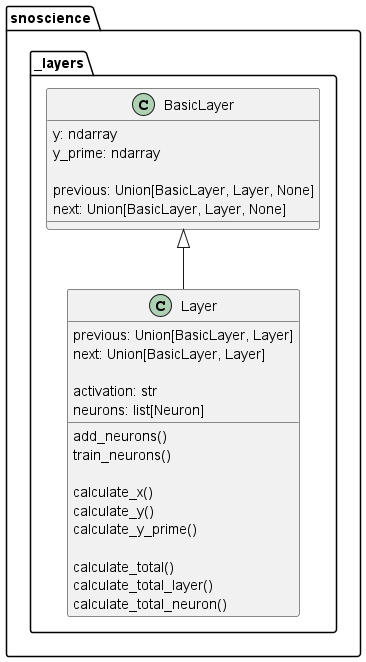 snoscience
_layers
C BasicLayer
y: ndarray
y_prime: ndarray
previous: Union[BasicLayer, Layer, None]
next: Union[BasicLayer, Layer, None]
C Layer
previous: Union[BasicLayer, Layer]
next: Union[BasicLayer, Layer]
activation: str
neurons: list[Neuron]
add_neurons()
train_neurons()
calculate_x()
calculate_y()
calculate_y_prime()
calculate_total()
calculate_total_layer()
calculate_total_neuron()